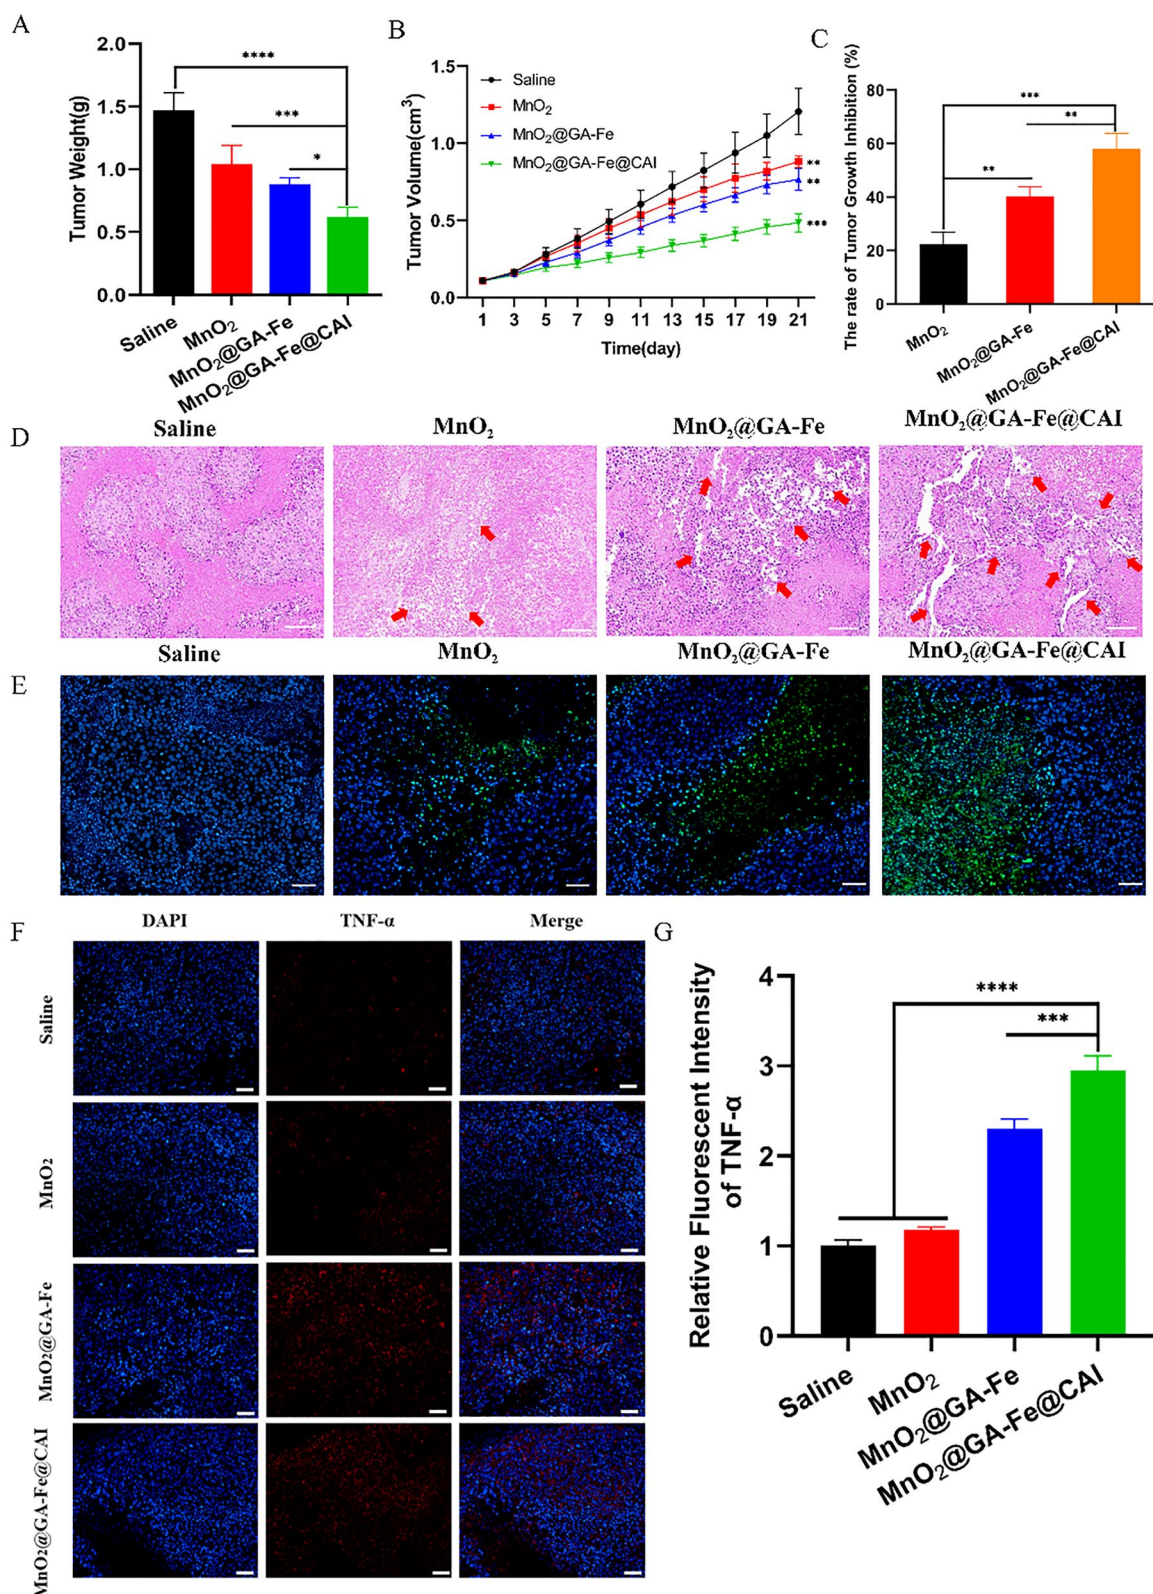 A
Tumor Weight(g)
2.0
1.5
1.0
0.5
0.0
****
***
*
Saline
MnO₂
MnO₂@GA-Fe
MnO₂@GA-Fe@CAI
B
Tumor Volume(cm³)
1.5
1.0
0.5
0.0
Saline
MnO₂
MnO₂@GA-Fe
MnO₂@GA-Fe@CAI
**
**
***
1 3 5 7 9 11 13 15 17 19 21
Time(day)
C
The rate of Tumor Growth Inhibition (%)
80
60
40
20
0
***
**
**
MnO₂
MnO₂@GA-Fe
MnO₂@GA-Fe@CAI
D
Saline MnO₂ MnO₂@GA-Fe MnO₂@GA-Fe@CAI
Saline MnO₂ MnO₂@GA-Fe MnO₂@GA-Fe@CAI
E
F
DAPI TNF-α Merge
Saline
MnO₂
MnO₂@GA-Fe
MnO₂@GA-Fe@CAI
G
Relative Fluorescent Intensity
of TNF-α
4
3
2
1
0
****
***
Saline
MnO₂
MnO₂@GA-Fe
MnO₂@GA-Fe@CAI